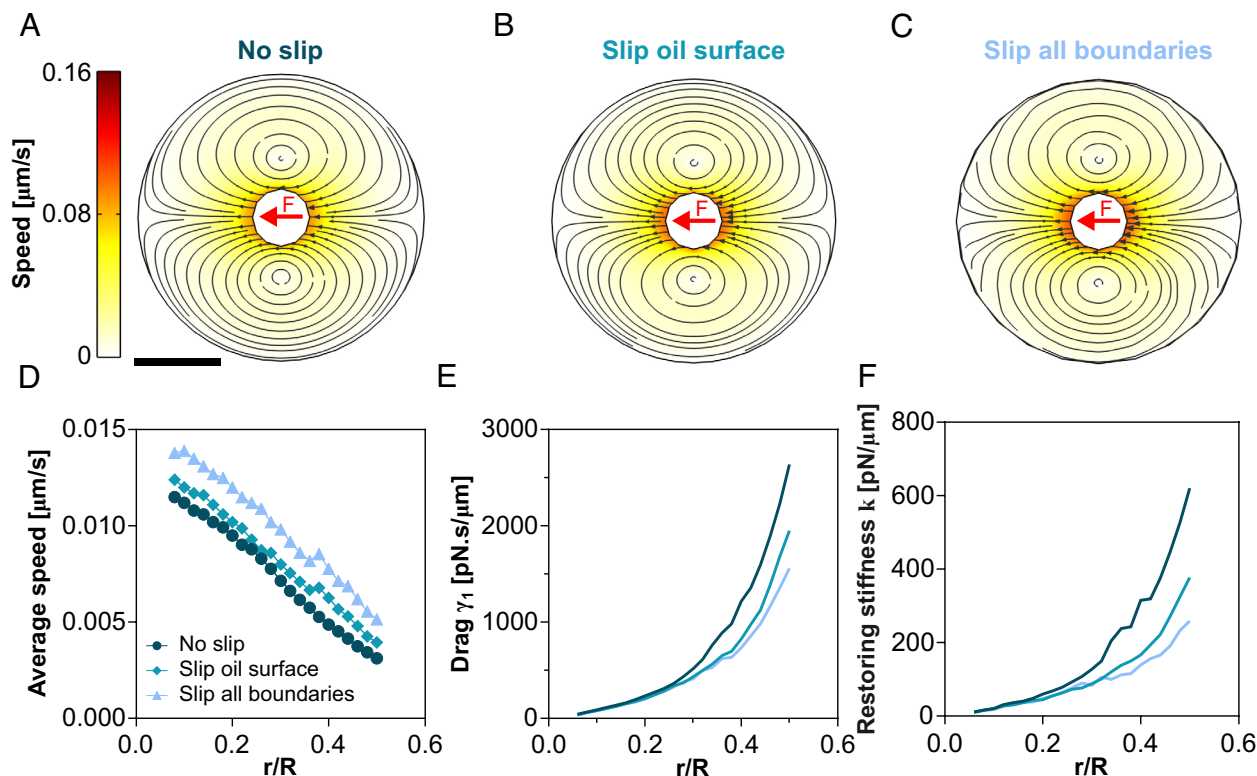 A
B
C
No slip
Slip oil surface
Slip all boundaries
0.16
0.08
0
Speed [μm/s]
F
F
F
D
E
F
0.015
0.010
0.005
0.000
Average speed [μm/s]
No slip
Slip oil surface
Slip all boundaries
0.0
0.2
0.4
0.6
r/R
3000
2000
1000
0
Drag γ₁ [pN.s/μm]
0.0
0.2
0.4
0.6
r/R
800
600
400
200
0
Restoring stiffness k [pN/μm]
0.0
0.2
0.4
0.6
r/R